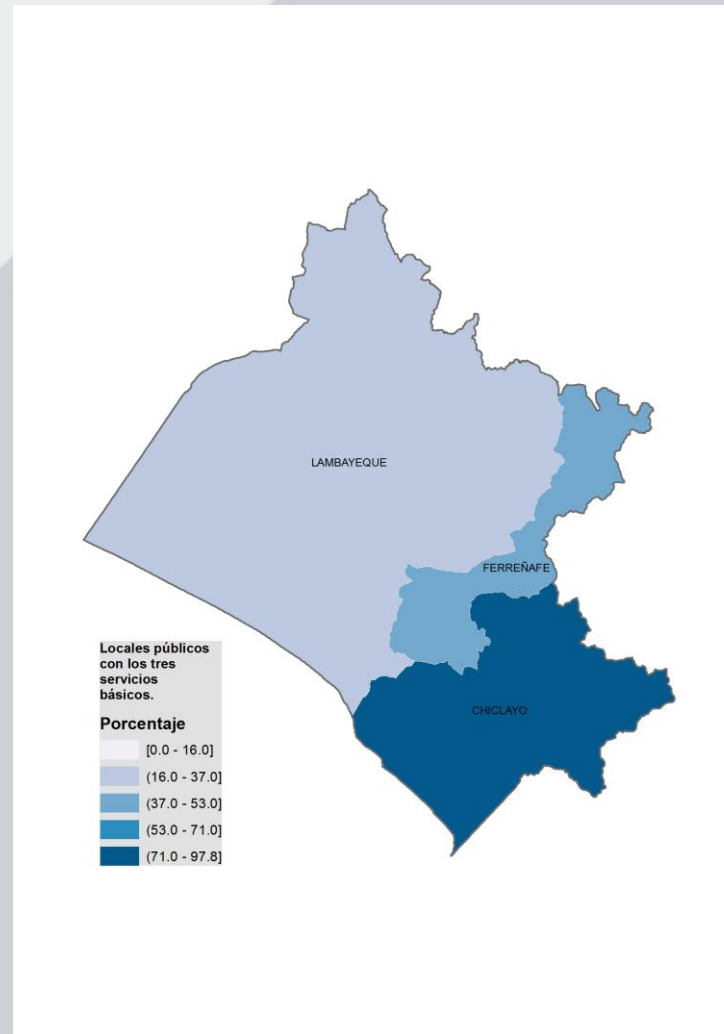 LAMBAYEQUE
FERREÑAFE
CHICLAYO
Locales públicos
con los tres
servicios
básicos.
Porcentaje
[0.0 - 16.0]
(16.0 - 37.0]
(37.0 - 53.0]
(53.0 - 71.0]
(71.0 - 97.8]